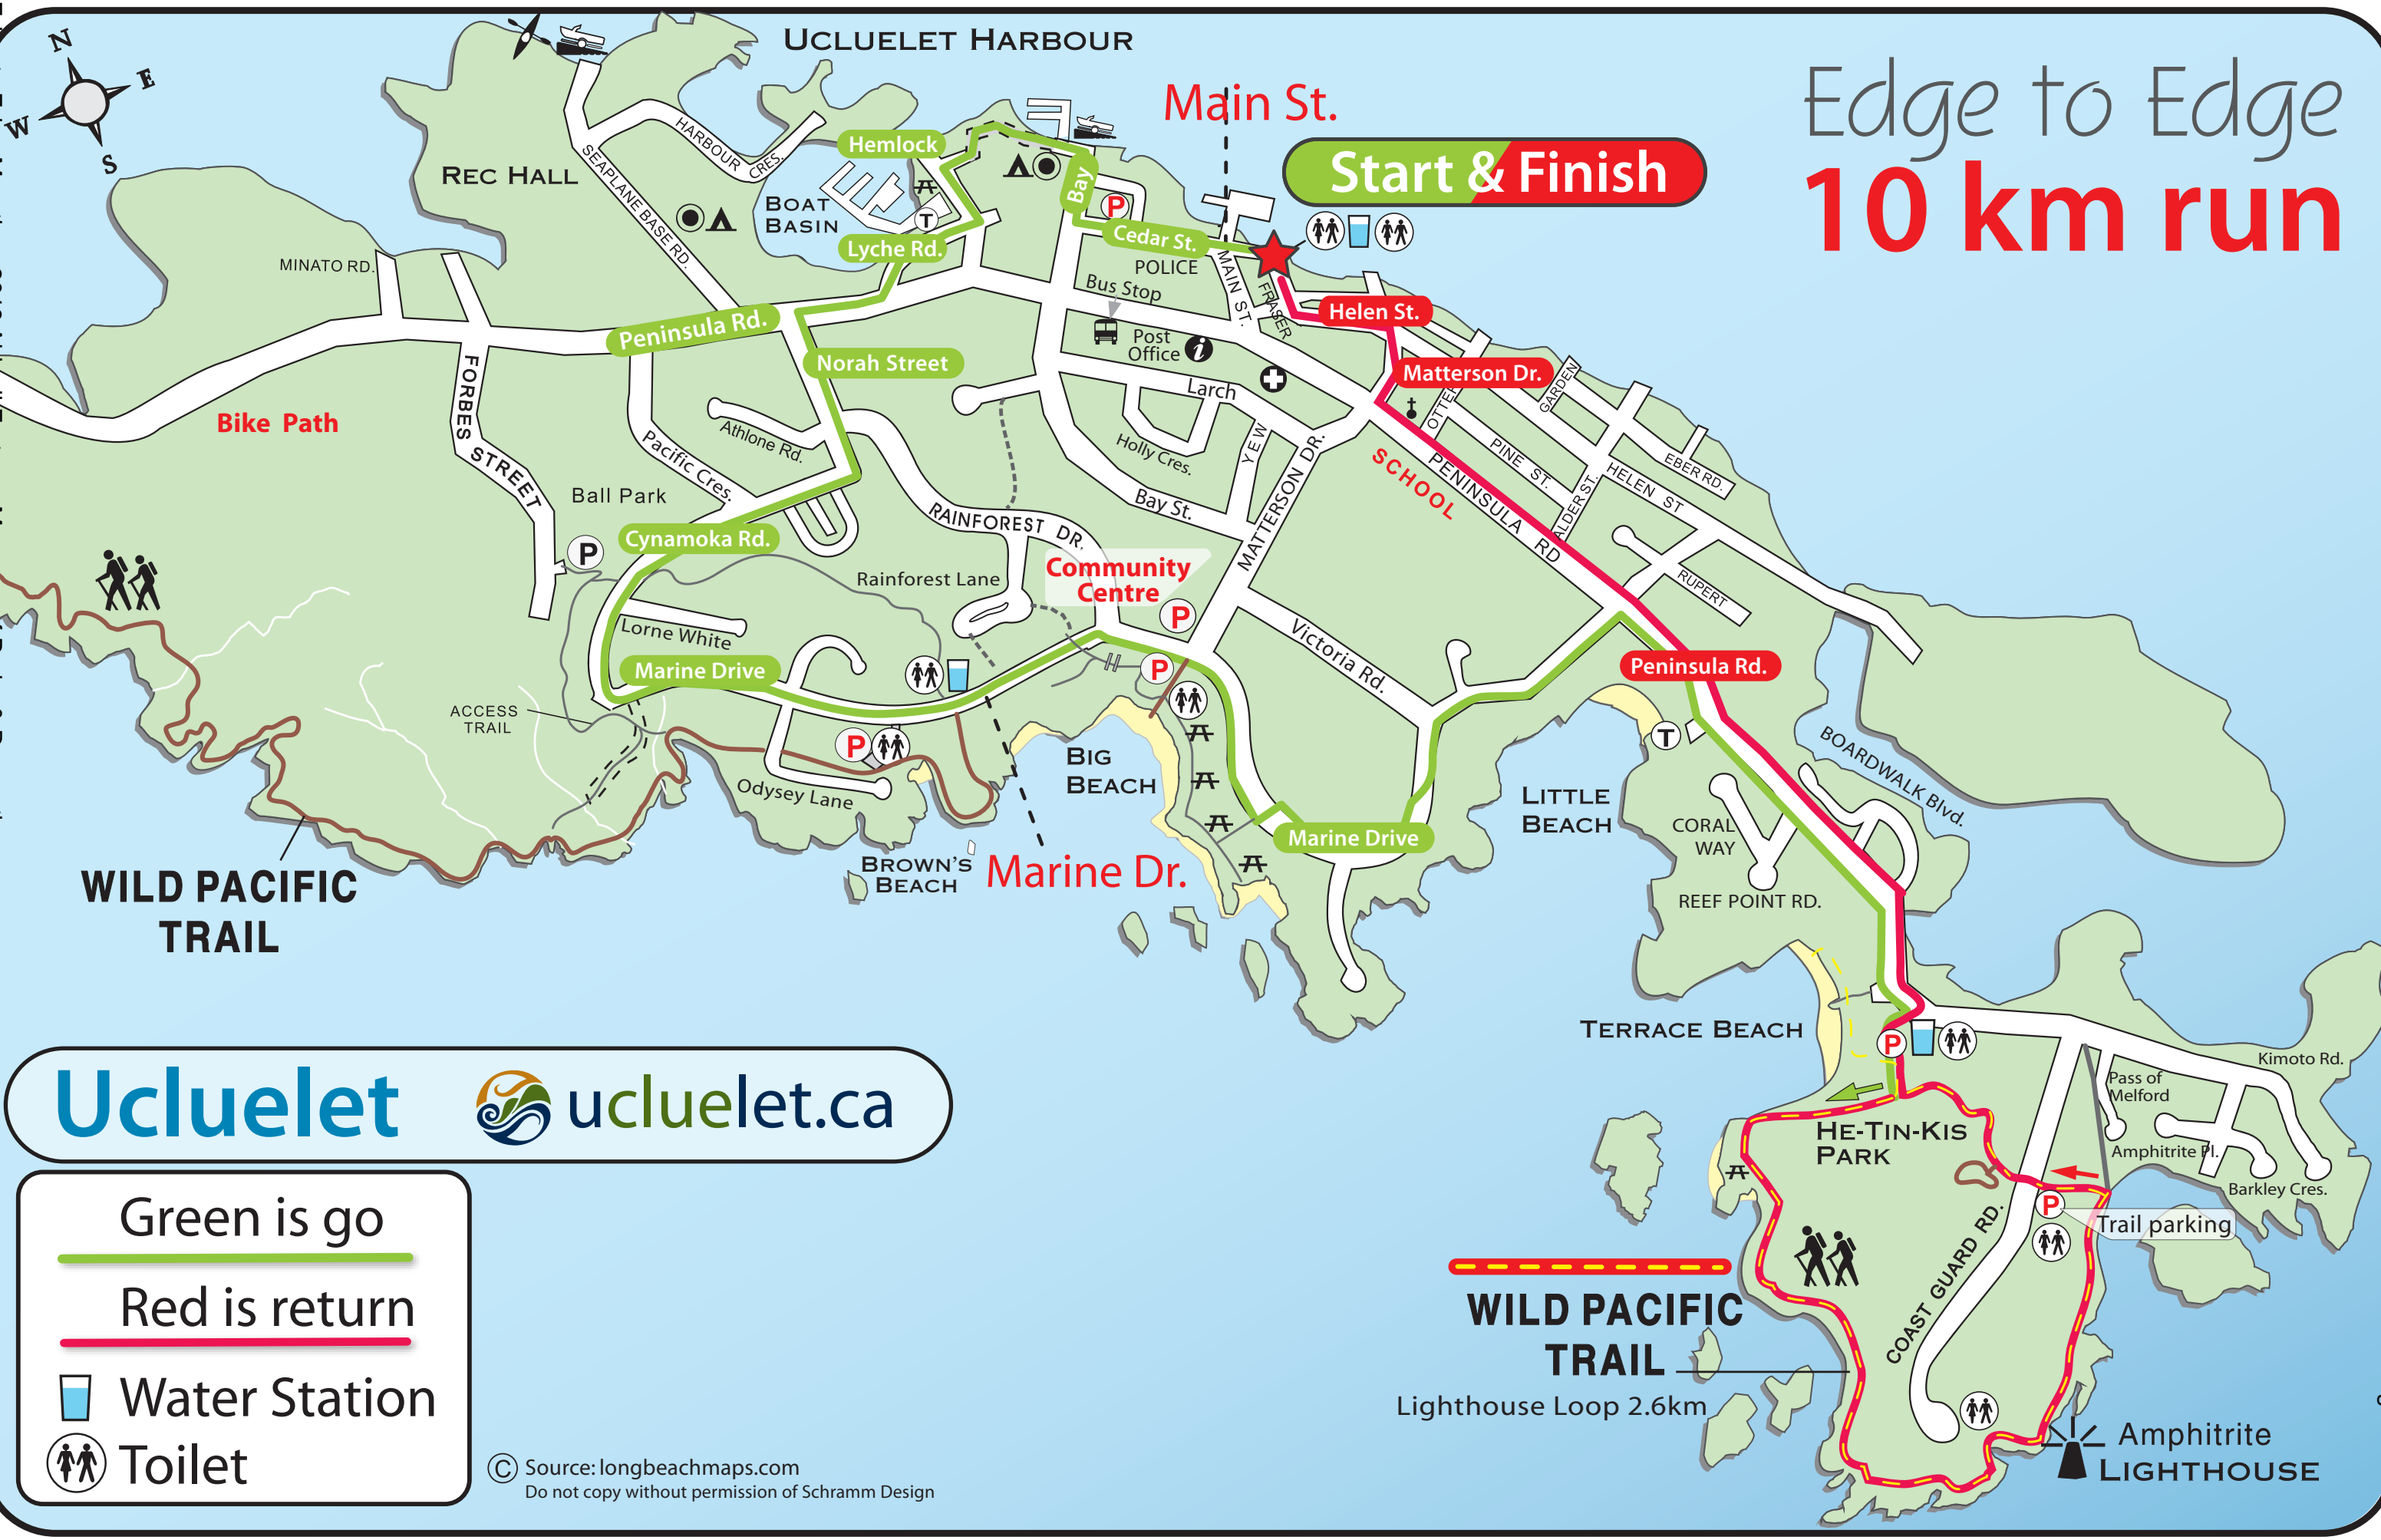 N
E
W
S
UCLUELET HARBOUR
Main St.
Edge to Edge
10 km run
Start & Finish
REC HALL
HARBOUR CRES.
SEAPLANE BASE RD.
Hemlock
BOAT
BASIN
T
Lyche Rd.
Bay
P
Cedar St.
POLICE
MINATO RD.
Bus Stop
MAIN ST.
FRASER
Helen St.
Peninsula Rd.
Norah Street
Post
Office
i
Matterson Dr.
Larch
OTTER
GARDEN
Bike Path
FORBES STREET
Athlone Rd.
Pacific Cres.
Holly Cres.
YEW
MATTERSON DR.
SCHOOL
PENINSULA RD
PINE ST.
ALDER ST.
HELEN ST
EBER RD.
Ball Park
Bay St.
RAINFOREST DR.
P
Cynamoka Rd.
Rainforest Lane
Community
Centre
P
RUPERT
Lorne White
Victoria Rd.
Marine Drive
P
Peninsula Rd.
ACCESS
TRAIL
P
T
BIG
BEACH
BOARDWALK Blvd.
Odysey Lane
LITTLE
BEACH
Marine Drive
CORAL
WAY
BROWN'S
BEACH
Marine Dr.
REEF POINT RD.
WILD PACIFIC
TRAIL
TERRACE BEACH
P
Kimoto Rd.
Pass of
Melford
HE-TIN-KIS
PARK
Amphitrite Pl.
Barkley Cres.
P
Trail parking
COAST GUARD RD.
WILD PACIFIC
TRAIL
Lighthouse Loop 2.6km
Amphitrite
LIGHTHOUSE
Ucluelet
ucluelet.ca
Green is go
Red is return
Water Station
Toilet
© Source: longbeachmaps.com
Do not copy without permission of Schramm Design